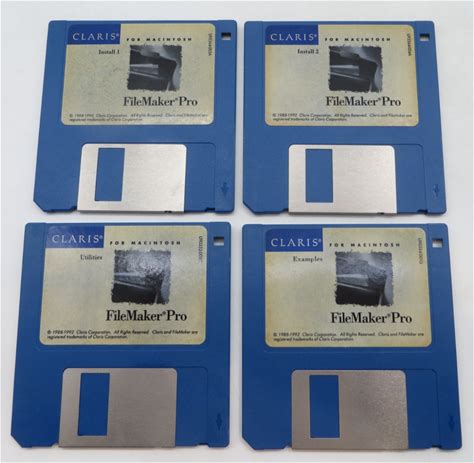 CLARIS® FOR MACINTOSH
Install 1
FileMaker® Pro
© 1988-1992 Claris Corporation. All Rights Reserved. Claris and FileMaker are
registered trademarks of Claris Corporation.
CLARIS® FOR MACINTOSH
Install 2
FileMaker® Pro
© 1988-1992 Claris Corporation. All Rights Reserved. Claris and FileMaker are
registered trademarks of Claris Corporation.
CLARIS® FOR MACINTOSH
Utilities
FileMaker® Pro
© 1988-1992 Claris Corporation. All Rights Reserved. Claris and FileMaker are
registered trademarks of Claris Corporation.
CLARIS® FOR MACINTOSH
Examples
FileMaker® Pro
© 1988-1992 Claris Corporation. All Rights Reserved. Claris and FileMaker are
registered trademarks of Claris Corporation.